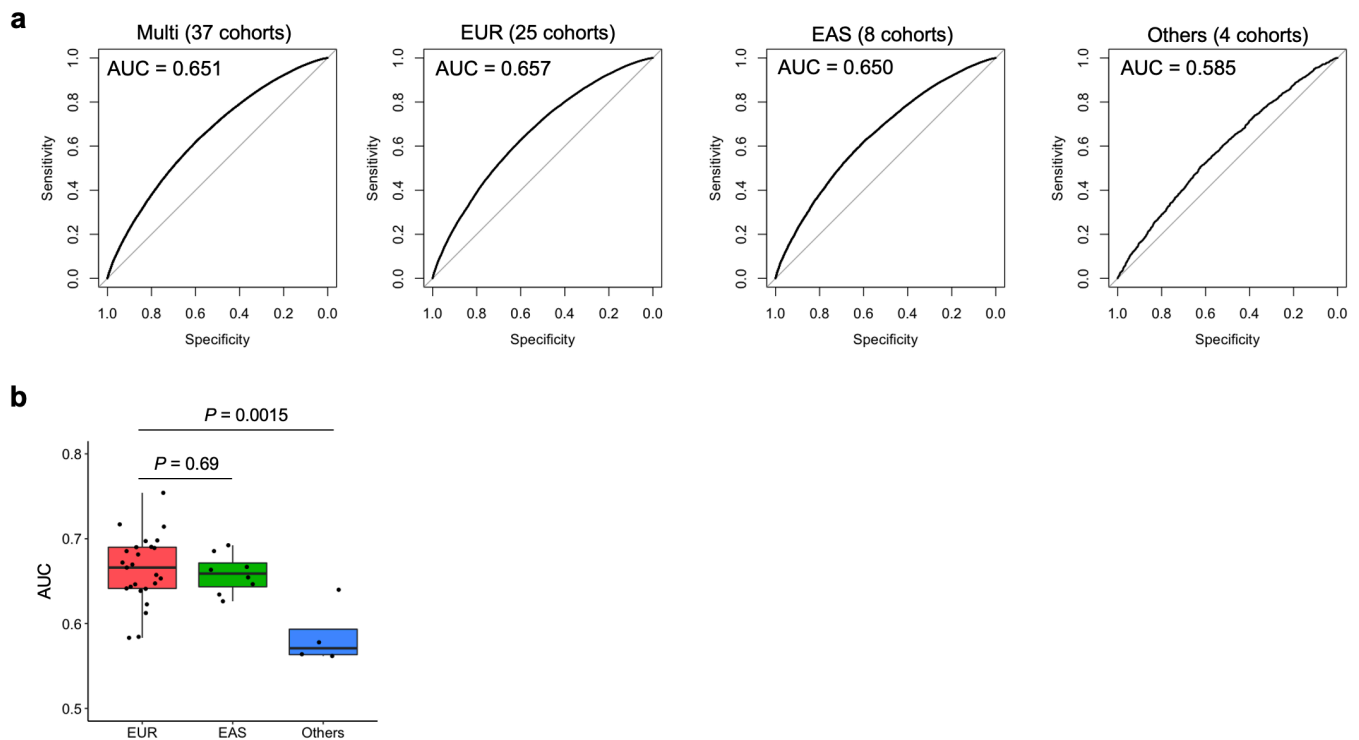 a
Multi (37 cohorts)
AUC = 0.651
1.0
0.8
0.6
0.4
0.2
0.0
Sensitivity
1.0 0.8 0.6 0.4 0.2 0.0
Specificity
EUR (25 cohorts)
AUC = 0.657
1.0
0.8
0.6
0.4
0.2
0.0
Sensitivity
1.0 0.8 0.6 0.4 0.2 0.0
Specificity
EAS (8 cohorts)
AUC = 0.650
1.0
0.8
0.6
0.4
0.2
0.0
Sensitivity
1.0 0.8 0.6 0.4 0.2 0.0
Specificity
Others (4 cohorts)
AUC = 0.585
1.0
0.8
0.6
0.4
0.2
0.0
Sensitivity
1.0 0.8 0.6 0.4 0.2 0.0
Specificity
b
P = 0.0015
P = 0.69
0.8
0.7
0.6
0.5
AUC
EUR EAS Others